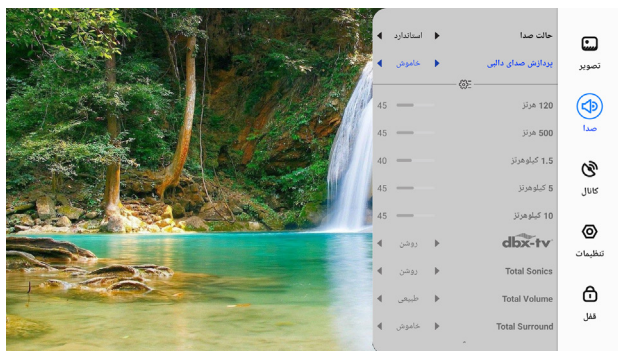 حالت صدا استاندارد
پردازش صدای دالبی خاموش
120 هرتز 45
500 هرتز 45
1.5 کیلوهرتز 40
5 کیلوهرتز 45
10 کیلوهرتز 45
dbx-tv روشن
Total Sonics روشن
Total Volume طبیعی
Total Surround خاموش
تصویر
صدا
کانال
تنظیمات
قفل